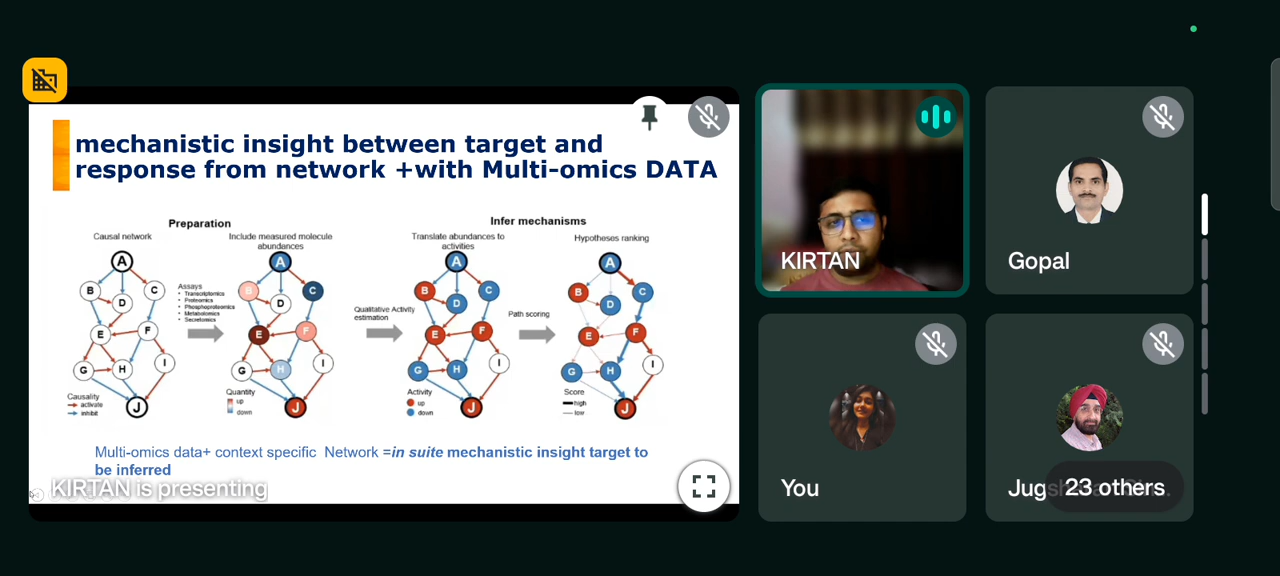 mechanistic insight between target and
response from network +with Multi-omics DATA
Preparation
Infer mechanisms
Causal network
Include measured molecule
abundances
Translate abundances to
activities
Hypotheses ranking
Assays
• Transcriptomics
• Proteomics
• Phosphoproteomics
• Metabolomics
• Secretomics
Qualitative Activity
estimation
Path scoring
A
B
C
D
E
F
G
H
I
J
A
B
C
D
E
F
G
H
I
J
A
B
C
D
E
F
G
H
I
J
A
B
C
D
E
F
G
H
I
J
Causality
activate
inhibit
Quantity
up
down
Activity
up
down
Score
high
low
Multi-omics data+ context specific Network =in suite mechanistic insight target to
be inferred
KIRTAN is presenting
KIRTAN
Gopal
You
23 others